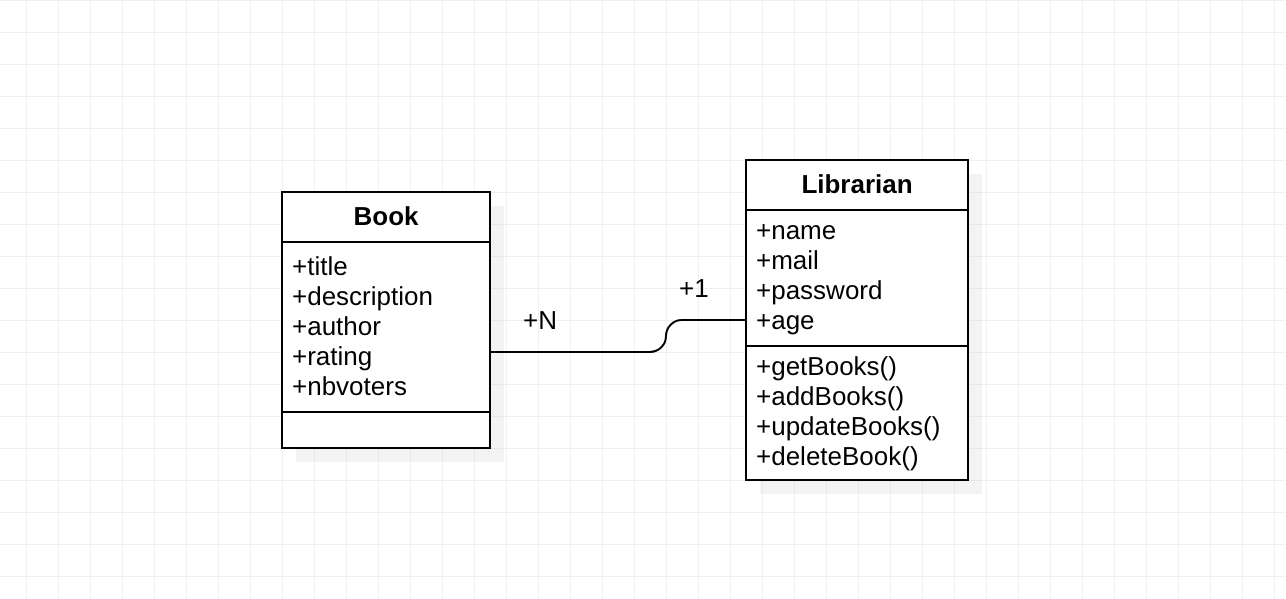 Book
+title
+description
+author
+rating
+nbvoters
+N
+1
Librarian
+name
+mail
+password
+age
+getBooks()
+addBooks()
+updateBooks()
+deleteBook()